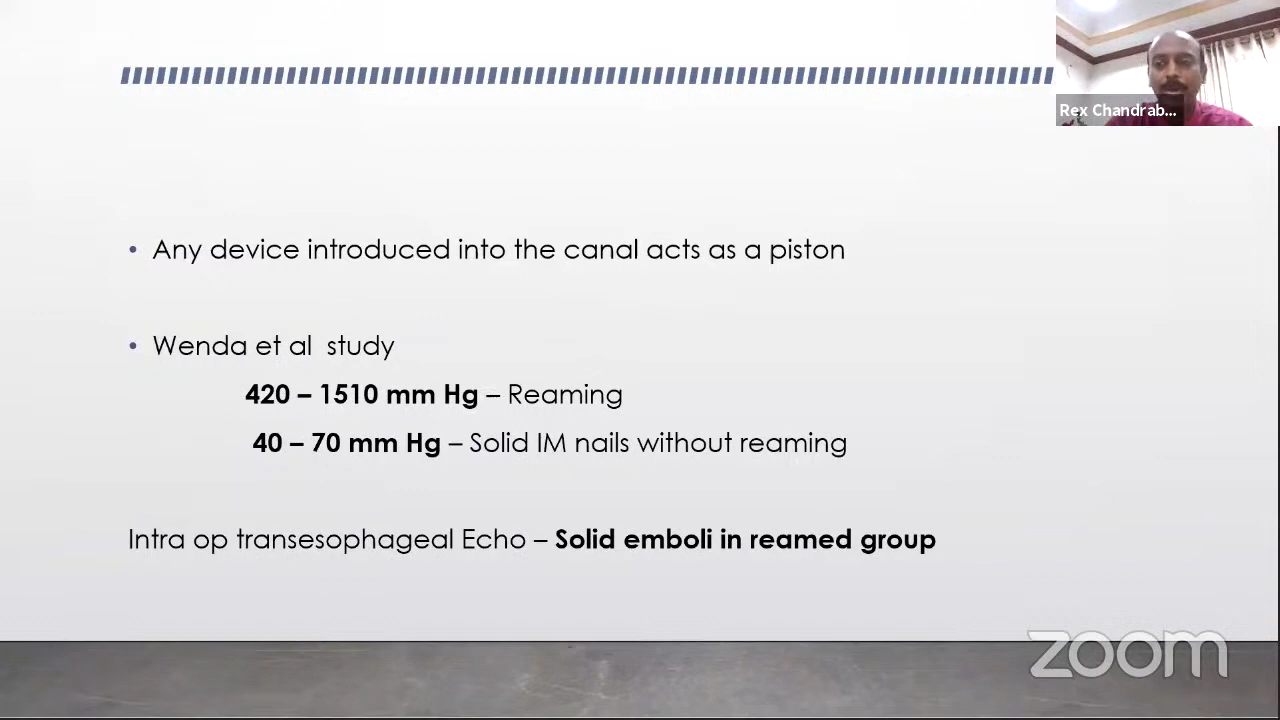 Rex Chandrab...
• Any device introduced into the canal acts as a piston
• Wenda et al study
420 – 1510 mm Hg – Reaming
40 – 70 mm Hg – Solid IM nails without reaming
Intra op transesophageal Echo – Solid emboli in reamed group
zoom